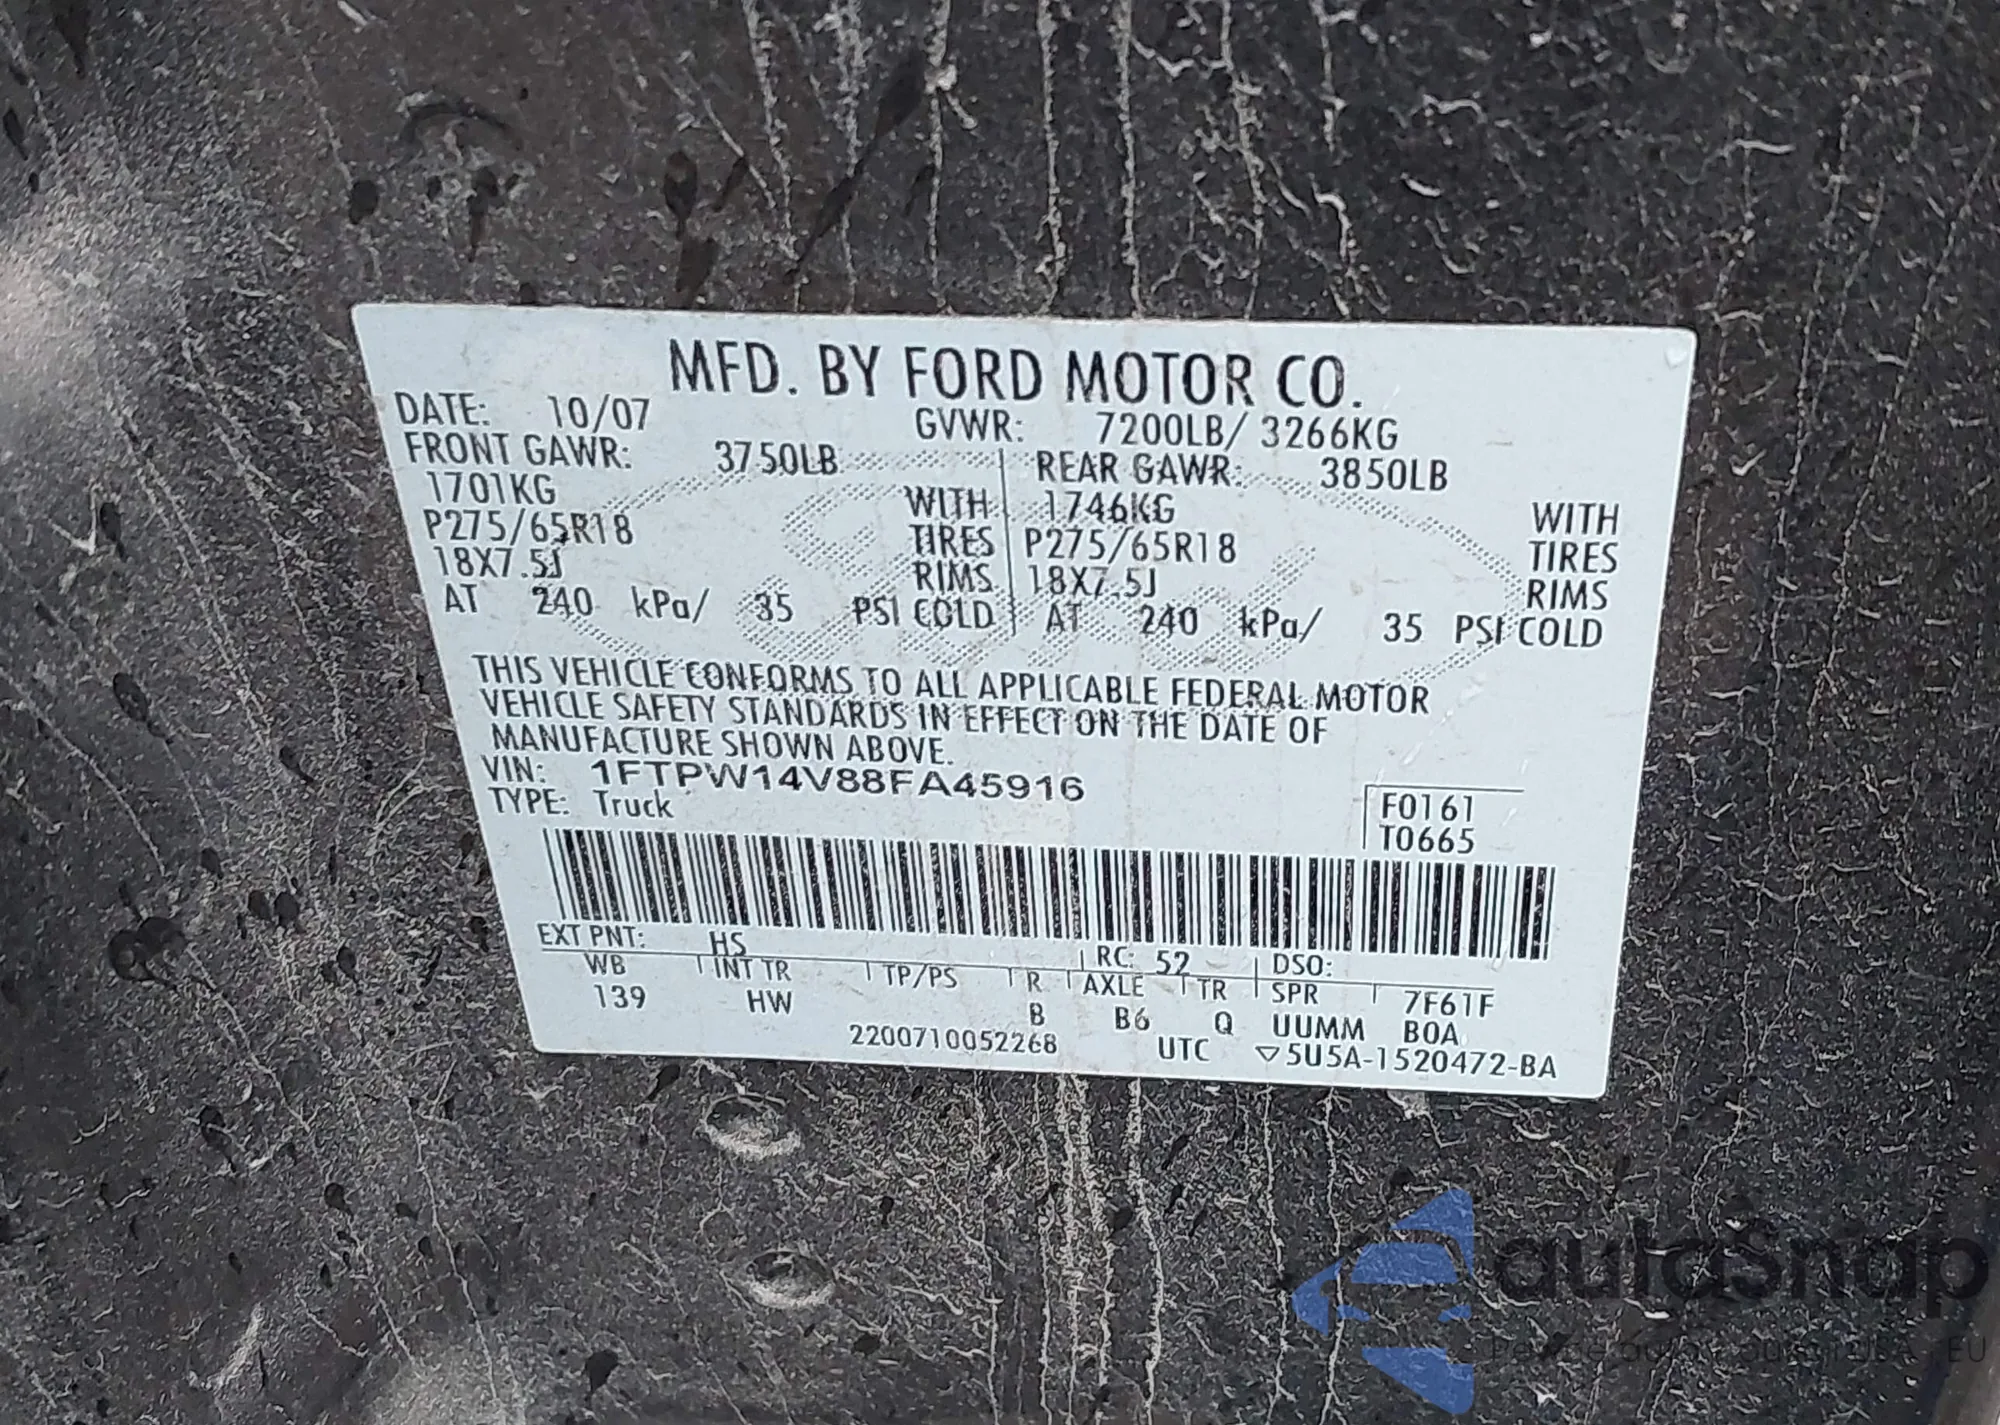 MFD. BY FORD MOTOR CO.
DATE: 10/07 GVWR: 7200LB/ 3266KG
FRONT GAWR: 3750LB REAR GAWR: 3850LB
1701KG WITH 1746KG WITH
P275/65R18 TIRES P275/65R18 TIRES
18X7.5J RIMS 18X7.5J RIMS
AT 240 kPa/ 35 PSI COLD AT 240 kPa/ 35 PSI COLD
THIS VEHICLE CONFORMS TO ALL APPLICABLE FEDERAL MOTOR
VEHICLE SAFETY STANDARDS IN EFFECT ON THE DATE OF
MANUFACTURE SHOWN ABOVE.
VIN: 1FTPW14V88FA45916
TYPE: Truck
F0161
T0665
EXT PNT: HS RC: 52 DSO:
WB INT TR TP/PS R AXLE TR SPR 7F61F
139 HW B B6 Q UUMM BOA
2200710052268 UTC ▽5U5A-1520472-BA
autoSnap
EU